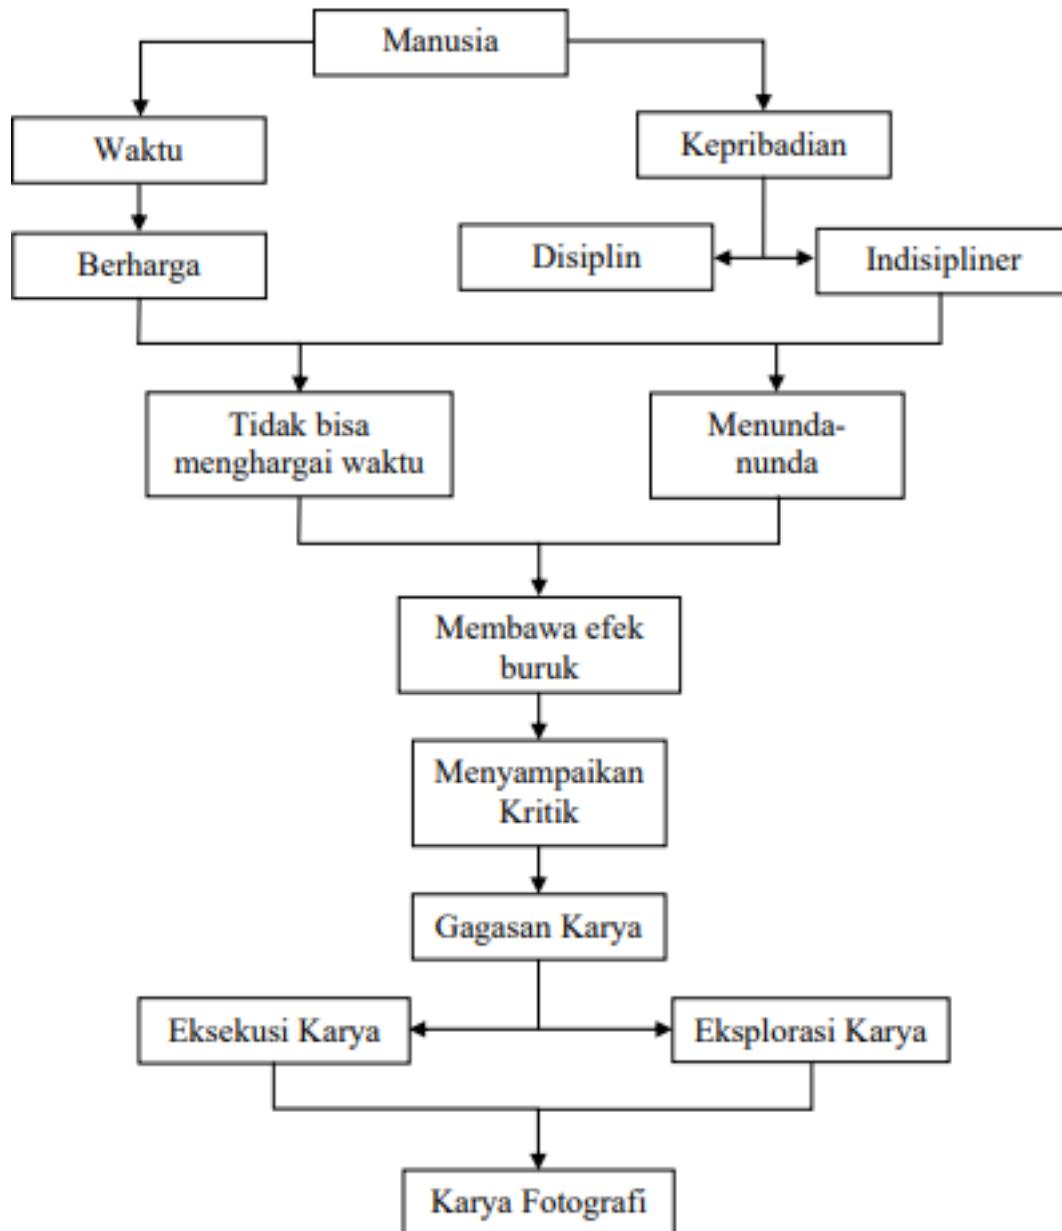 Manusia
Waktu
Kepribadian
Berharga
Disiplin
Indisipliner
Tidak bisa
menghargai waktu
Menunda-
nunda
Membawa efek
buruk
Menyampaikan
Kritik
Gagasan Karya
Eksekusi Karya
Eksplorasi Karya
Karya Fotografi